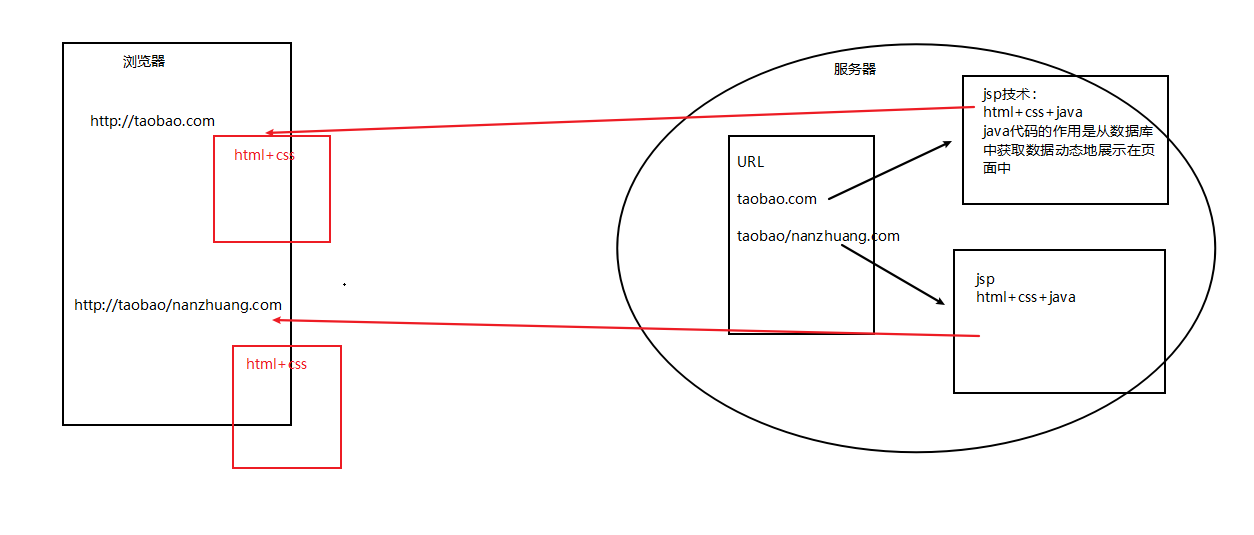 浏览器
http://taobao.com
html+css
http://taobao/nanzhuang.com
html+css
服务器
URL
taobao.com
taobao/nanzhuang.com
jsp技术：
html+css+java
java代码的作用是从数据库
中获取数据动态地展示在页
面中
jsp
html+css+java